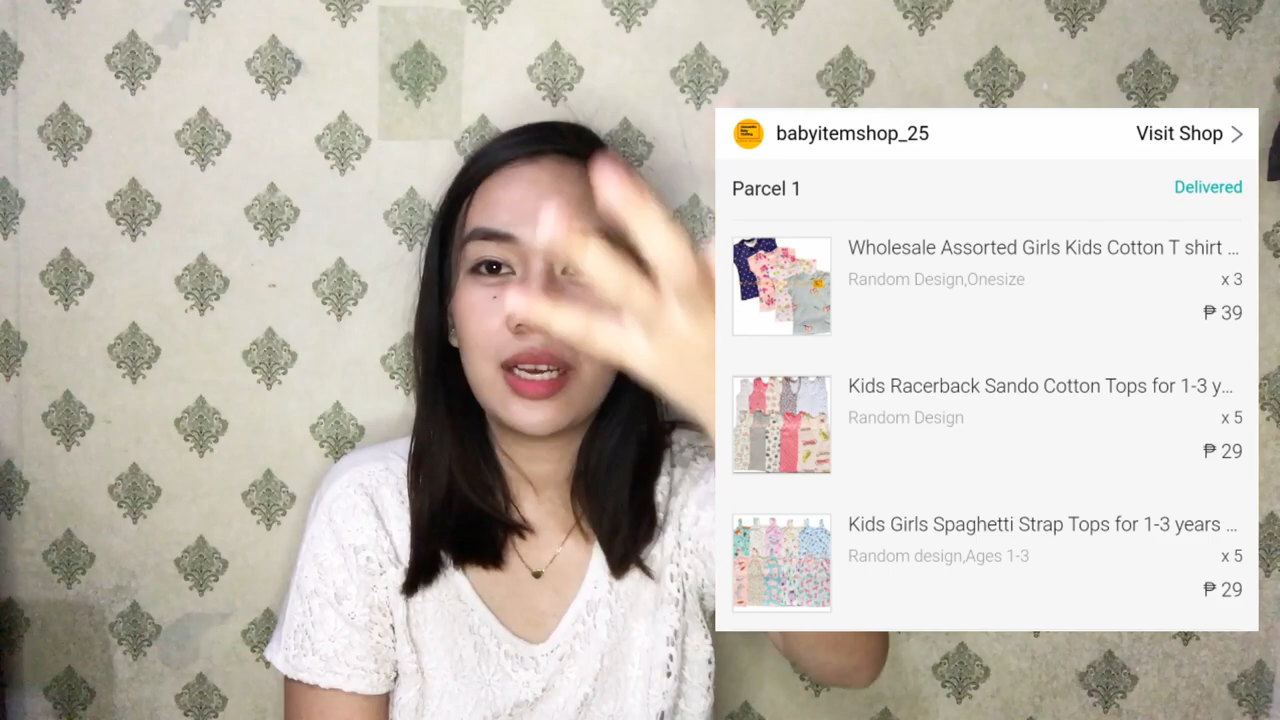 babyitemshop_25
Visit Shop >
Parcel 1
Delivered
Wholesale Assorted Girls Kids Cotton T shirt ...
Random Design,Onesize
x 3
₱ 39
Kids Racerback Sando Cotton Tops for 1-3 y...
Random Design
x 5
₱ 29
Kids Girls Spaghetti Strap Tops for 1-3 years ...
Random design,Ages 1-3
x 5
₱ 29